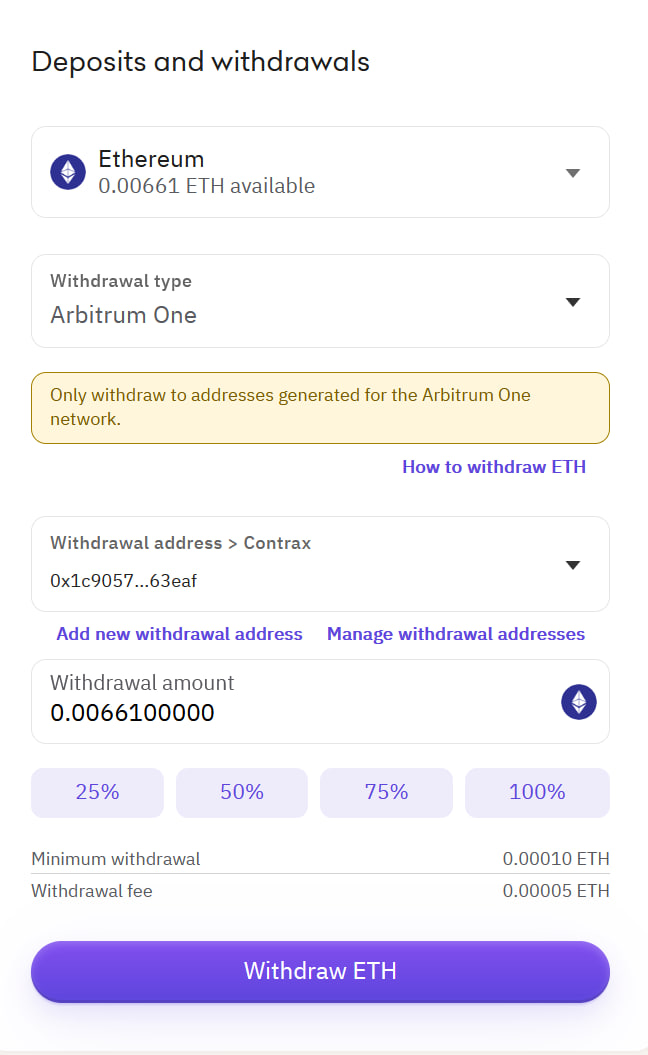 Deposits and withdrawals
Ethereum
0.00661 ETH available
Withdrawal type
Arbitrum One
Only withdraw to addresses generated for the Arbitrum One
network.
How to withdraw ETH
Withdrawal address > Contrax
0x1c9057...63eaf
Add new withdrawal address Manage withdrawal addresses
Withdrawal amount
0.0066100000
25% 50% 75% 100%
Minimum withdrawal 0.00010 ETH
Withdrawal fee 0.00005 ETH
Withdraw ETH